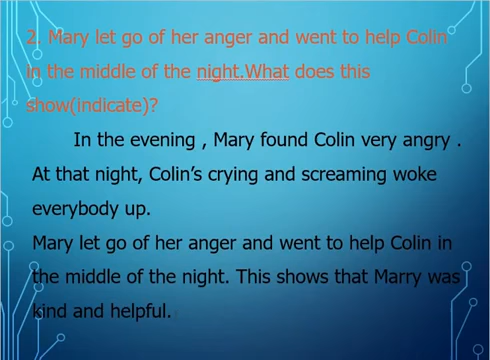 2. Mary let go of her anger and went to help Colin
in the middle of the night.What does this
show(indicate)?
In the evening , Mary found Colin very angry .
At that night, Colin's crying and screaming woke
everybody up.
Mary let go of her anger and went to help Colin in
the middle of the night. This shows that Marry was
kind and helpful.